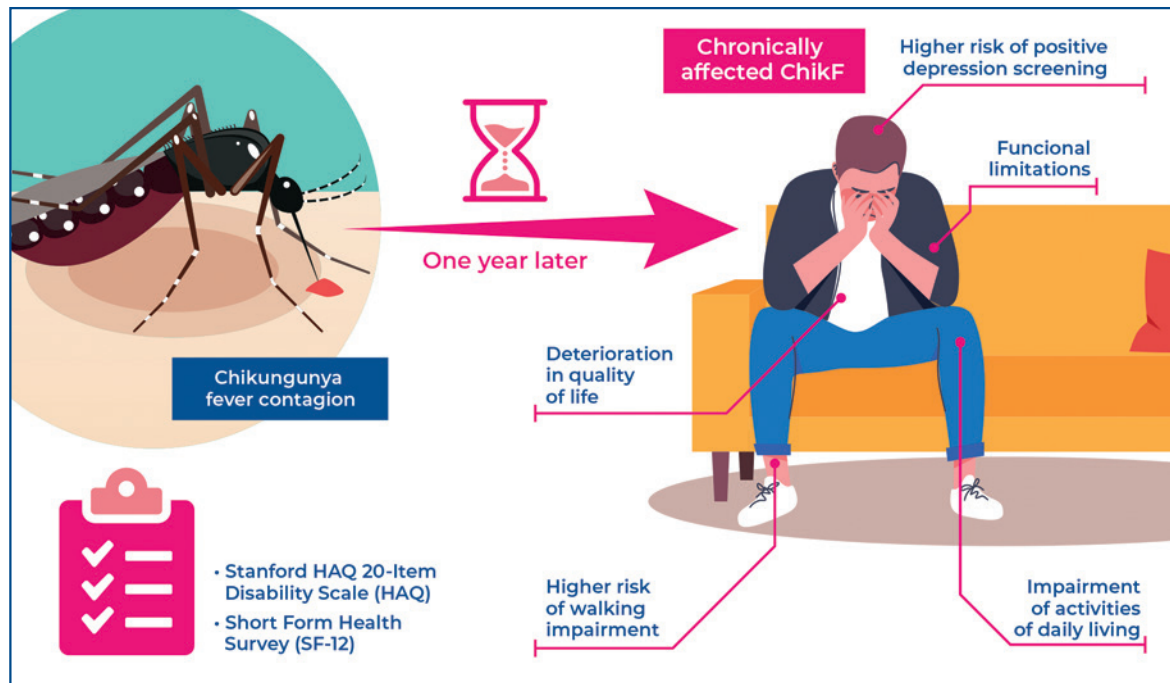 Chronically
affected ChikF
Higher risk of positive
depression screening
Funcional
limitations
One year later
Chikungunya
fever contagion
Deterioration
in quality
of life
• Stanford HAQ 20-Item
Disability Scale (HAQ)
• Short Form Health
Survey (SF-12)
Higher risk
of walking
impairment
Impairment
of activities
of daily living